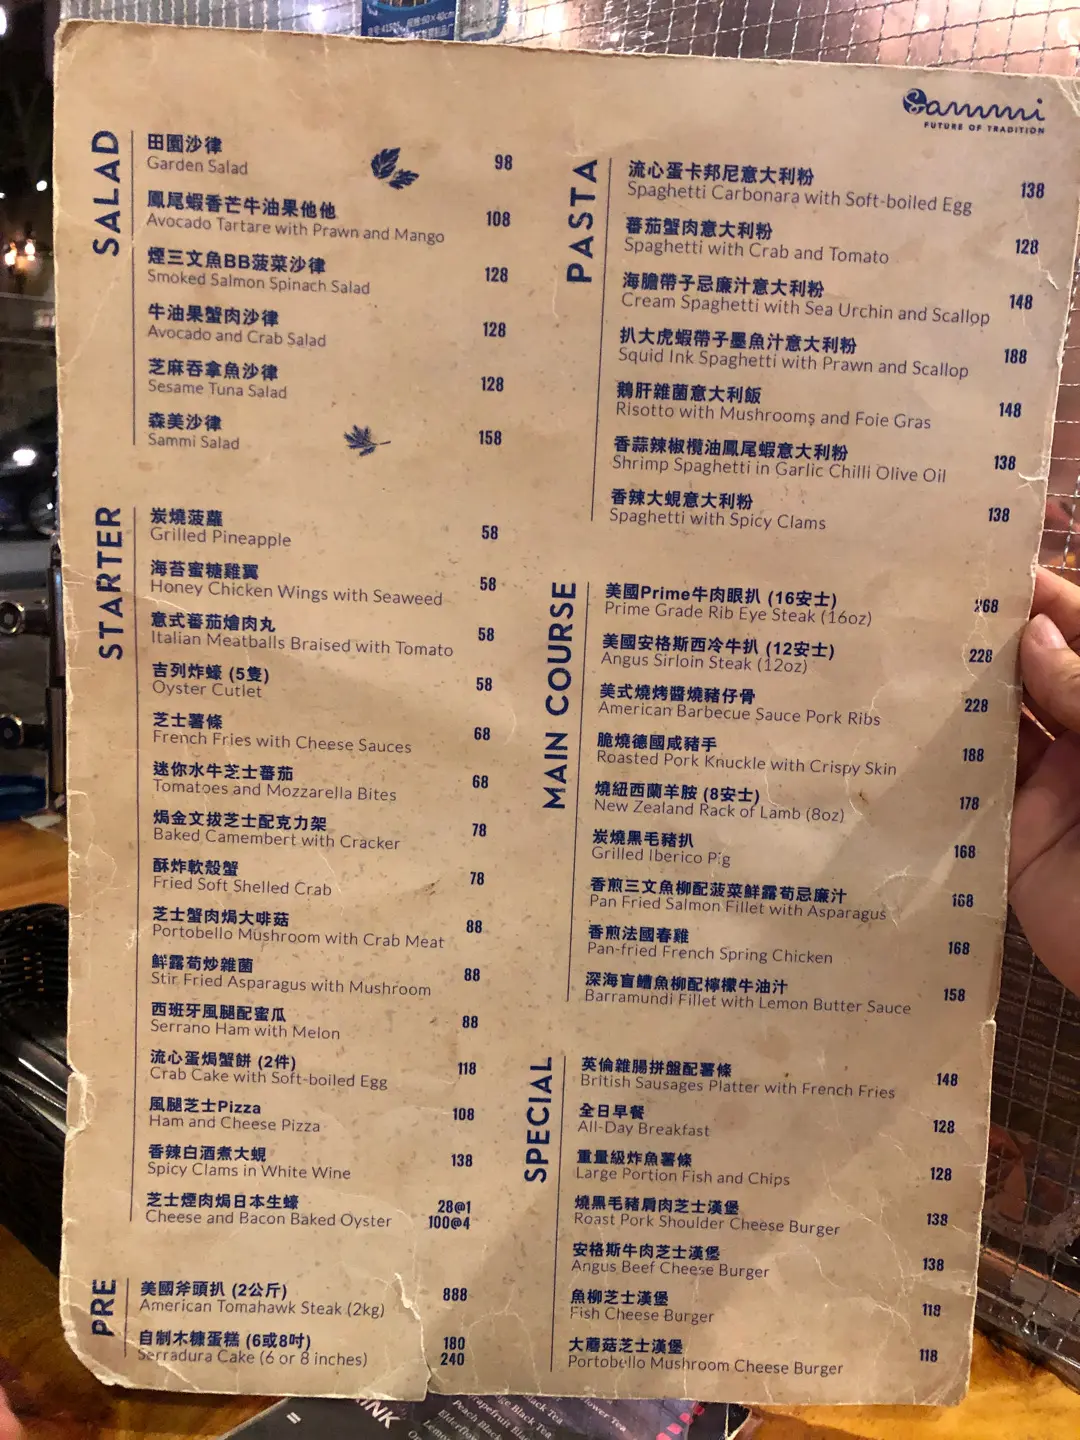 Sammi
FUTURE OF TRADITION
SALAD
田園沙律
Garden Salad 98
鳳尾蝦香芒牛油果他他
Avocado Tartare with Prawn and Mango 108
煙三文魚BB菠菜沙律
Smoked Salmon Spinach Salad 128
牛油果蟹肉沙律
Avocado and Crab Salad 128
芝麻吞拿魚沙律
Sesame Tuna Salad 128
森美沙律
Sammi Salad 158
STARTER
炭燒菠蘿
Grilled Pineapple 58
海苔蜜糖雞翼
Honey Chicken Wings with Seaweed 58
意式蕃茄燴肉丸
Italian Meatballs Braised with Tomato 58
吉列炸蠔 (5隻)
Oyster Cutlet 58
芝士薯條
French Fries with Cheese Sauces 68
迷你水牛芝士蕃茄
Tomatoes and Mozzarella Bites 68
焗金文拔芝士配克力架
Baked Camembert with Cracker 78
酥炸軟殼蟹
Fried Soft Shelled Crab 78
芝士蟹肉焗大啡菇
Portobello Mushroom with Crab Meat 88
鮮露荀炒雜菌
Stir Fried Asparagus with Mushroom 88
西班牙風腿配蜜瓜
Serrano Ham with Melon 88
流心蛋焗蟹餅 (2件)
Crab Cake with Soft-boiled Egg 118
風腿芝士Pizza
Ham and Cheese Pizza 108
香辣白酒煮大蜆
Spicy Clams in White Wine 138
芝士煙肉焗日本生蠔 28@1
Cheese and Bacon Baked Oyster 100@4
PRE
美國斧頭扒 (2公斤)
American Tomahawk Steak (2kg) 888
自制木糠蛋糕 (6或8吋) 180
Serradura Cake (6 or 8 inches) 240
PASTA
流心蛋卡邦尼意大利粉
Spaghetti Carbonara with Soft-boiled Egg 138
蕃茄蟹肉意大利粉
Spaghetti with Crab and Tomato 128
海膽帶子忌廉汁意大利粉
Cream Spaghetti with Sea Urchin and Scallop 148
扒大虎蝦帶子墨魚汁意大利粉
Squid Ink Spaghetti with Prawn and Scallop 188
鵝肝雜菌意大利飯
Risotto with Mushrooms and Foie Gras 148
香蒜辣椒欖油鳳尾蝦意大利粉
Shrimp Spaghetti in Garlic Chilli Olive Oil 138
香辣大蜆意大利粉
Spaghetti with Spicy Clams 138
MAIN COURSE
美國Prime牛肉眼扒 (16安士)
Prime Grade Rib Eye Steak (16oz) 268
美國安格斯西冷牛扒 (12安士)
Angus Sirloin Steak (12oz) 228
美式燒烤醬燒豬仔骨
American Barbecue Sauce Pork Ribs 228
脆燒德國咸豬手
Roasted Pork Knuckle with Crispy Skin 188
燒紐西蘭羊胺 (8安士)
New Zealand Rack of Lamb (8oz) 178
炭燒黑毛豬扒
Grilled Iberico Pig 168
香煎三文魚柳配菠菜鮮露荀忌廉汁
Pan Fried Salmon Fillet with Asparagus 168
香煎法國春雞
Pan-fried French Spring Chicken 168
深海盲鰽魚柳配檸檬牛油汁
Barramundi Fillet with Lemon Butter Sauce 158
SPECIAL
英倫雜腸拼盤配薯條
British Sausages Platter with French Fries 148
全日早餐
All-Day Breakfast 128
重量級炸魚薯條
Large Portion Fish and Chips 128
燒黑毛豬肩肉芝士漢堡
Roast Pork Shoulder Cheese Burger 138
安格斯牛肉芝士漢堡
Angus Beef Cheese Burger 138
魚柳芝士漢堡
Fish Cheese Burger 118
大蘑菇芝士漢堡
Portobello Mushroom Cheese Burger 118
Black Tea
Peach Black Tea